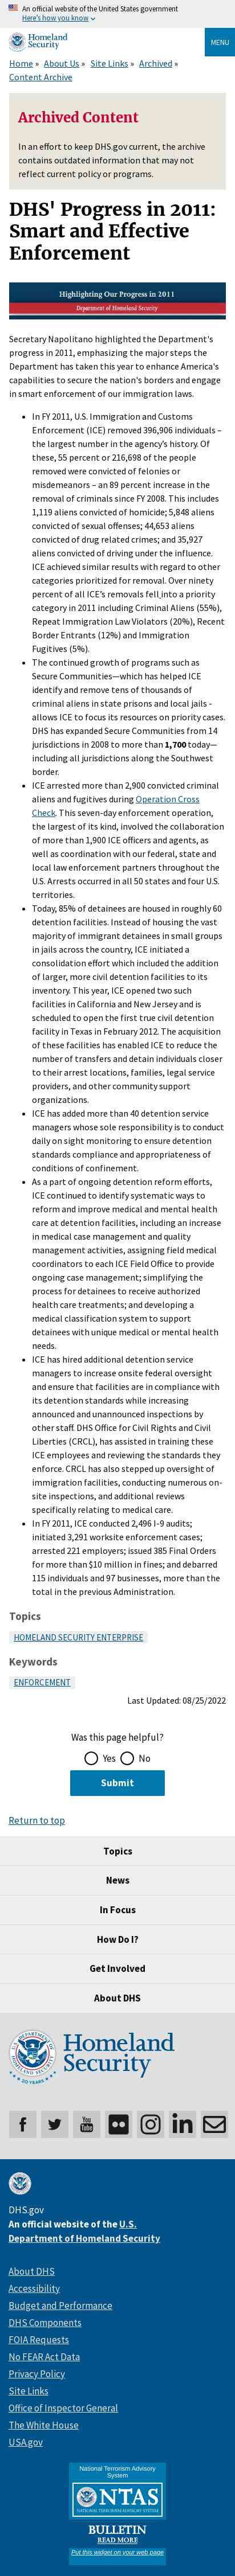 An official website of the United States government
Here's how you know
Homeland
Security
MENU
Home » About Us » Site Links » Archived »
Content Archive
Archived Content
In an effort to keep DHS.gov current, the archive
contains outdated information that may not
reflect current policy or programs.
DHS' Progress in 2011:
Smart and Effective
Enforcement
Highlighting Our Progress in 2011
Department of Homeland Security
Secretary Napolitano highlighted the Department's
progress in 2011, emphasizing the major steps the
Department has taken this year to enhance America's
capabilities to secure the nation's borders and engage
in smart enforcement of our immigration laws.
• In FY 2011, U.S. Immigration and Customs
Enforcement (ICE) removed 396,906 individuals –
the largest number in the agency's history. Of
these, 55 percent or 216,698 of the people
removed were convicted of felonies or
misdemeanors – an 89 percent increase in the
removal of criminals since FY 2008. This includes
1,119 aliens convicted of homicide; 5,848 aliens
convicted of sexual offenses; 44,653 aliens
convicted of drug related crimes; and 35,927
aliens convicted of driving under the influence.
ICE achieved similar results with regard to other
categories prioritized for removal. Over ninety
percent of all ICE's removals fell into a priority
category in 2011 including Criminal Aliens (55%),
Repeat Immigration Law Violators (20%), Recent
Border Entrants (12%) and Immigration
Fugitives (5%).
• The continued growth of programs such as
Secure Communities—which has helped ICE
identify and remove tens of thousands of
criminal aliens in state prisons and local jails -
allows ICE to focus its resources on priority cases.
DHS has expanded Secure Communities from 14
jurisdictions in 2008 to more than 1,700 today—
including all jurisdictions along the Southwest
border.
• ICE arrested more than 2,900 convicted criminal
aliens and fugitives during Operation Cross
Check. This seven-day enforcement operation,
the largest of its kind, involved the collaboration
of more than 1,900 ICE officers and agents, as
well as coordination with our federal, state and
local law enforcement partners throughout the
U.S. Arrests occurred in all 50 states and four U.S.
territories.
• Today, 85% of detainees are housed in roughly 60
detention facilities. Instead of housing the vast
majority of immigrant detainees in small groups
in jails across the country, ICE initiated a
consolidation effort which included the addition
of larger, more civil detention facilities to its
inventory. This year, ICE opened two such
facilities in California and New Jersey and is
scheduled to open the first true civil detention
facility in Texas in February 2012. The acquisition
of these facilities has enabled ICE to reduce the
number of transfers and detain individuals closer
to their arrest locations, families, legal service
providers, and other community support
organizations.
• ICE has added more than 40 detention service
managers whose sole responsibility is to conduct
daily on sight monitoring to ensure detention
standards compliance and appropriateness of
conditions of confinement.
• As a part of ongoing detention reform efforts,
ICE continued to identify systematic ways to
reform and improve medical and mental health
care at detention facilities, including an increase
in medical case management and quality
management activities, assigning field medical
coordinators to each ICE Field Office to provide
ongoing case management; simplifying the
process for detainees to receive authorized
health care treatments; and developing a
medical classification system to support
detainees with unique medical or mental health
needs.
• ICE has hired additional detention service
managers to increase onsite federal oversight
and ensure that facilities are in compliance with
its detention standards while increasing
announced and unannounced inspections by
other staff. DHS Office for Civil Rights and Civil
Liberties (CRCL), has assisted in training these
ICE employees and providing refreshers when
needed. CRCL has also stepped up oversight of
immigration facilities, conducting numerous on-
site inspections, and additional reviews
specifically relating to medical care.
• In FY 2011, ICE conducted 2,496 I-9 audits;
initiated 3,291 worksite enforcement cases;
arrested 221 employers; issued 385 Final Orders
for more than $10 million in fines; and debarred
115 individuals and 97 businesses, more than the
total in the previous Administration.
Topics
HOMELAND SECURITY ENTERPRISE
Keywords
ENFORCEMENT
Last Updated: 08/25/2022
Was this page helpful?
Yes No
Submit
Return to top
Topics
News
In Focus
How Do I?
Get Involved
About DHS
Homeland
Security
20 YEARS
DHS.gov
An official website of the U.S.
Department of Homeland Security
About DHS
Accessibility
Budget and Performance
DHS Components
FOIA Requests
No FEAR Act Data
Privacy Policy
Site Links
Office of Inspector General
The White House
USA.gov
National Terrorism Advisory
System
NTAS
NATIONAL TERRORISM ADVISORY SYSTEM
BULLETIN
READ MORE
Put this widget on your web page